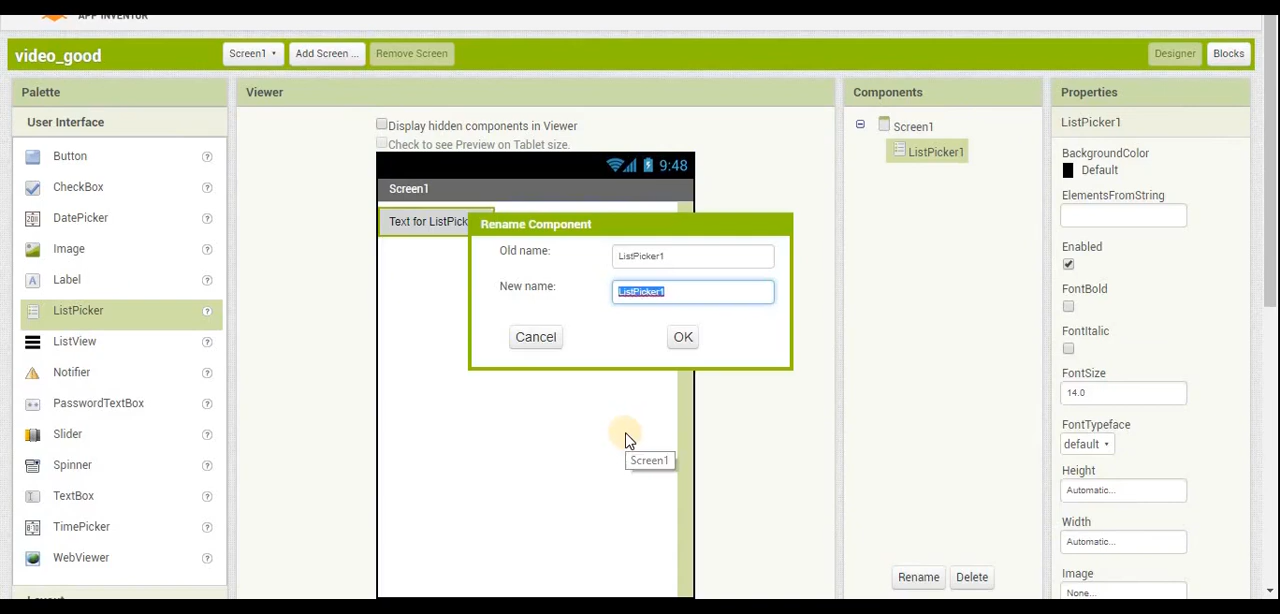 APP INVENTOR
video_good
Screen1
Add Screen ...
Remove Screen
Designer
Blocks
Palette
User Interface
Button
CheckBox
DatePicker
Image
Label
ListPicker
ListView
Notifier
PasswordTextBox
Slider
Spinner
TextBox
TimePicker
WebViewer
Viewer
Display hidden components in Viewer
Check to see Preview on Tablet size.
9:48
Screen1
Text for ListPick
Rename Component
Old name:
ListPicker1
New name:
ListPicker1
Cancel
OK
Screen1
Components
Screen1
ListPicker1
Rename
Delete
Properties
ListPicker1
BackgroundColor
Default
ElementsFromString
Enabled
FontBold
FontItalic
FontSize
14.0
FontTypeface
default
Height
Automatic...
Width
Automatic...
Image
None...